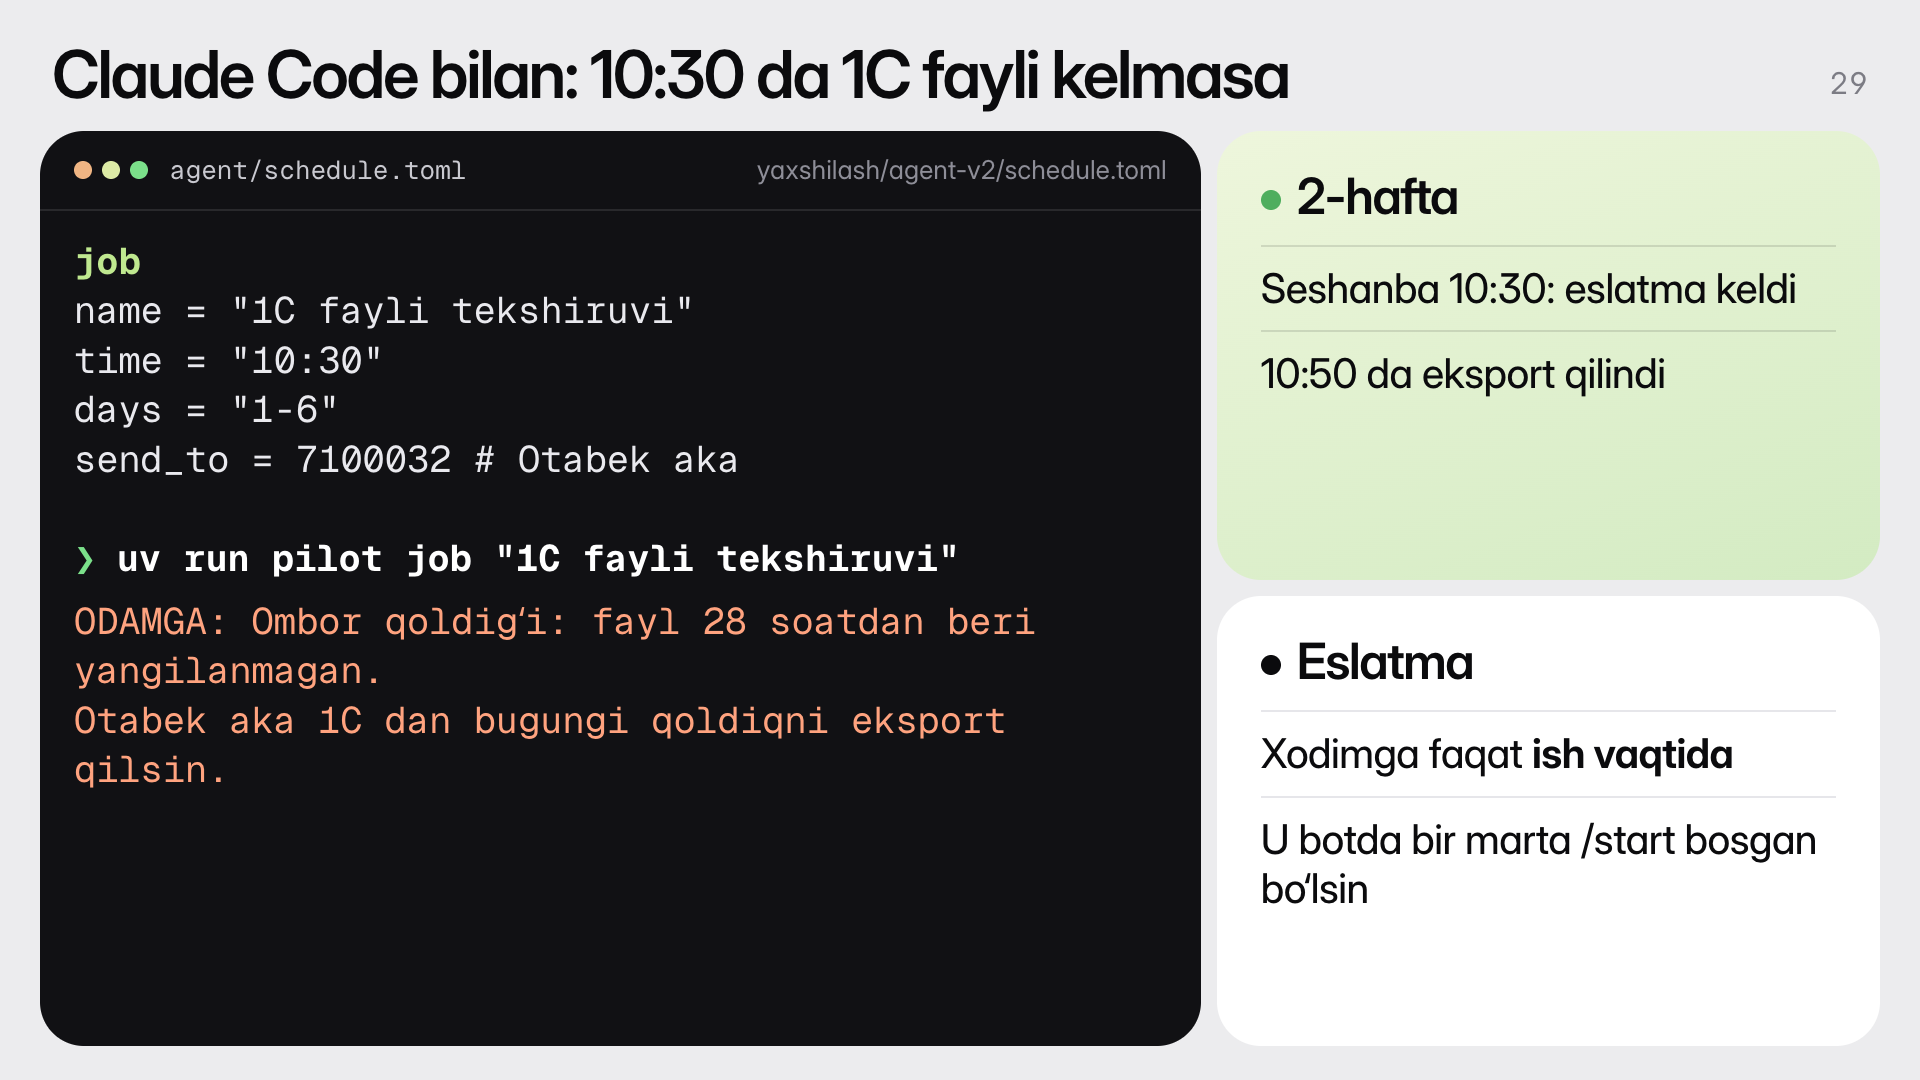 Claude Code bilan: 10:30 da 1C fayli kelmasa
29
agent/schedule.toml
yaxshilash/agent-v2/schedule.toml
job
name = "1C fayli tekshiruvi"
time = "10:30"
days = "1-6"
send_to = 7100032 # Otabek aka
❯ uv run pilot job "1C fayli tekshiruvi"
ODAMGA: Ombor qoldigʻi: fayl 28 soatdan beri
yangilanmagan.
Otabek aka 1C dan bugungi qoldiqni eksport
qilsin.
2-hafta
Seshanba 10:30: eslatma keldi
10:50 da eksport qilindi
Eslatma
Xodimga faqat ish vaqtida
U botda bir marta /start bosgan
boʻlsin